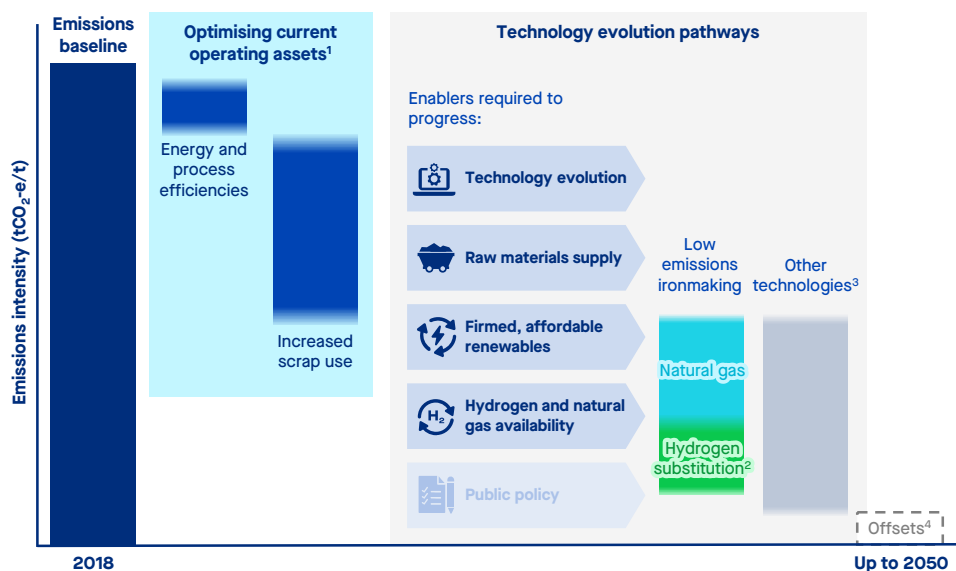 Emissions
baseline
Optimising current
operating assets¹
Technology evolution pathways
Emissions intensity (tCO₂-e/t)
Energy and
process
efficiencies
Increased
scrap use
Enablers required to
progress:
Technology evolution
Raw materials supply
Firmed, affordable
renewables
H₂
Hydrogen and natural
gas availability
Public policy
Low
emissions
ironmaking
Natural gas
Hydrogen
substitution²
Other
technologies³
Offsets⁴
2018
Up to 2050